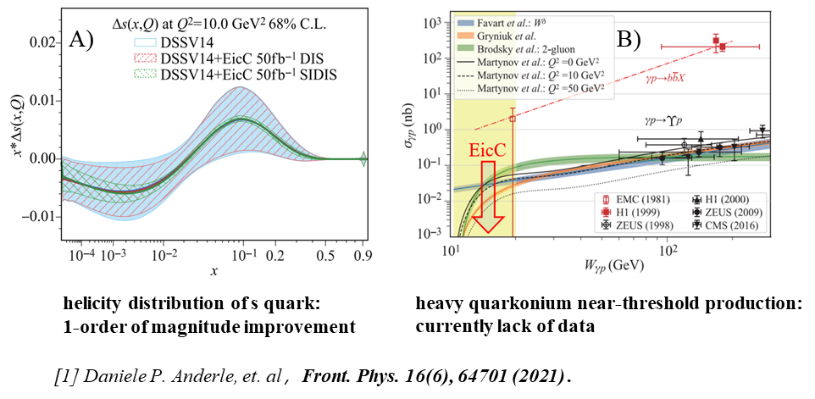 A)
Δs(x,Q) at Q²=10.0 GeV² 68% C.L.
DSSV14
DSSV14+EicC 50fb⁻¹ DIS
DSSV14+EicC 50fb⁻¹ SIDIS
x*Δs(x,Q)
0.02
0.01
0.00
−0.01
10⁻⁴ 10⁻³ 10⁻² 10⁻¹ 0.2 0.5 0.9
x
B)
Favart et al.: W^δ
Gryniuk et al.
Brodsky et al.: 2-gluon
Martynov et al.: Q² =0 GeV²
Martynov et al.: Q² =10 GeV²
Martynov et al.: Q² =50 GeV²
γp→bb̄X
γp→ϒp
EicC
EMC (1981)
H1 (1999)
ZEUS (1998)
H1 (2000)
ZEUS (2009)
CMS (2016)
σγp (nb)
10³
10²
10¹
10⁰
10⁻¹
10⁻²
10⁻³
10¹ 10²
Wγp (GeV)
helicity distribution of s quark:
1-order of magnitude improvement
heavy quarkonium near-threshold production:
currently lack of data
[1] Daniele P. Anderle, et. al , Front. Phys. 16(6), 64701 (2021).